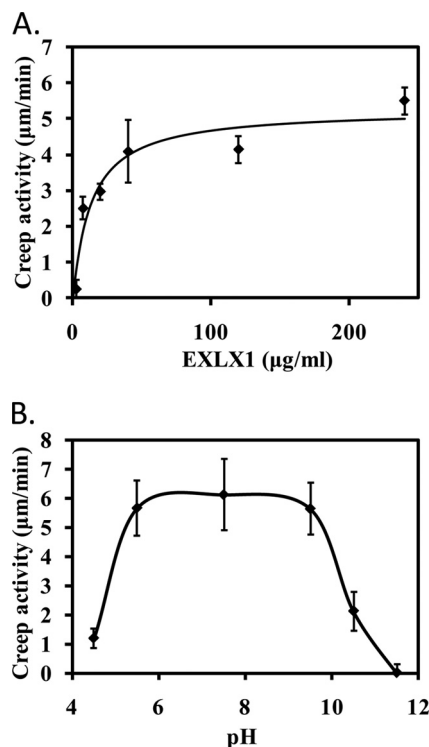 A.
Creep activity (μm/min)
7
6
5
4
3
2
1
0
0 100 200
EXLX1 (μg/ml)
B.
Creep activity (μm/min)
8
7
6
5
4
3
2
1
0
4 6 8 10 12
pH